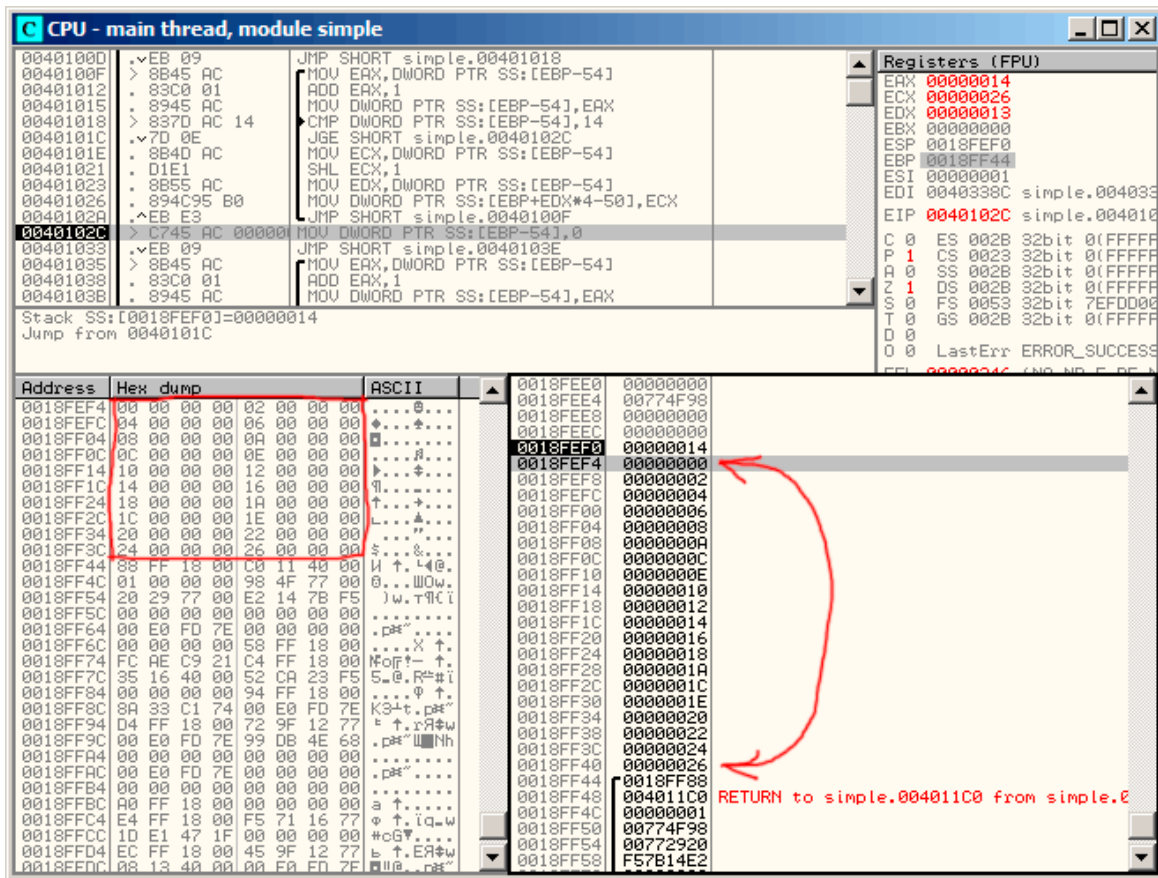 CPU - main thread, module simple
0040100D .vEB 09 JMP SHORT simple.00401018
0040100F > 8B45 AC MOV EAX,DWORD PTR SS:[EBP-54]
00401012 . 83C0 01 ADD EAX,1
00401015 . 8945 AC MOV DWORD PTR SS:[EBP-54],EAX
00401018 > 837D AC 14 CMP DWORD PTR SS:[EBP-54],14
0040101C .v7D 0E JGE SHORT simple.0040102C
0040101E . 8B4D AC MOV ECX,DWORD PTR SS:[EBP-54]
00401021 . D1E1 SHL ECX,1
00401023 . 8B55 AC MOV EDX,DWORD PTR SS:[EBP-54]
00401026 . 894C95 B0 MOV DWORD PTR SS:[EBP+EDX*4-50],ECX
0040102A .^EB E3 JMP SHORT simple.0040100F
0040102C > C745 AC 00000 MOV DWORD PTR SS:[EBP-54],0
00401033 .vEB 09 JMP SHORT simple.0040103E
00401035 > 8B45 AC MOV EAX,DWORD PTR SS:[EBP-54]
00401038 . 83C0 01 ADD EAX,1
0040103B . 8945 AC MOV DWORD PTR SS:[EBP-54],EAX
Stack SS:[0018FEF0]=00000014
Jump from 0040101C
Registers (FPU)
EAX 00000014
ECX 00000026
EDX 00000013
EBX 00000000
ESP 0018FEF0
EBP 0018FF44
ESI 00000001
EDI 0040338C simple.004033
EIP 0040102C simple.004010
C 0 ES 002B 32bit 0(FFFFF
P 1 CS 0023 32bit 0(FFFFF
A 0 SS 002B 32bit 0(FFFFF
Z 1 DS 002B 32bit 0(FFFFF
S 0 FS 0053 32bit 7EFDD00
T 0 GS 002B 32bit 0(FFFFF
D 0
O 0 LastErr ERROR_SUCCESS
Address Hex dump ASCII
0018FEF4 00 00 00 00 02 00 00 00
0018FEFC 04 00 00 00 06 00 00 00
0018FF04 08 00 00 00 0A 00 00 00
0018FF0C 0C 00 00 00 0E 00 00 00
0018FF14 10 00 00 00 12 00 00 00
0018FF1C 14 00 00 00 16 00 00 00
0018FF24 18 00 00 00 1A 00 00 00
0018FF2C 1C 00 00 00 1E 00 00 00
0018FF34 20 00 00 00 22 00 00 00
0018FF3C 24 00 00 00 26 00 00 00 $...&...
0018FF44 88 FF 18 00 C0 11 40 00
0018FF4C 01 00 00 00 98 4F 77 00
0018FF54 20 29 77 00 E2 14 7B F5
0018FF5C 00 00 00 00 00 00 00 00 ........
0018FF64 00 E0 FD 7E 00 00 00 00
0018FF6C 00 00 00 00 58 FF 18 00
0018FF74 FC AE C9 21 C4 FF 18 00
0018FF7C 35 16 40 00 52 CA 23 F5
0018FF84 00 00 00 00 94 FF 18 00
0018FF8C 8A 33 C1 74 00 E0 FD 7E
0018FF94 D4 FF 18 00 72 9F 12 77
0018FF9C 00 E0 FD 7E 99 DB 4E 68
0018FFA4 00 00 00 00 00 00 00 00 ........
0018FFAC 00 E0 FD 7E 00 00 00 00
0018FFB4 00 00 00 00 00 00 00 00 ........
0018FFBC A0 FF 18 00 00 00 00 00
0018FFC4 E4 FF 18 00 F5 71 16 77
0018FFCC 1D E1 47 1F 00 00 00 00
0018FFD4 EC FF 18 00 45 9F 12 77
0018FEE0 00000000
0018FEE4 00774F98
0018FEE8 00000000
0018FEEC 00000000
0018FEF0 00000014
0018FEF4 00000000
0018FEF8 00000002
0018FEFC 00000004
0018FF00 00000006
0018FF04 00000008
0018FF08 0000000A
0018FF0C 0000000C
0018FF10 0000000E
0018FF14 00000010
0018FF18 00000012
0018FF1C 00000014
0018FF20 00000016
0018FF24 00000018
0018FF28 0000001A
0018FF2C 0000001C
0018FF30 0000001E
0018FF34 00000020
0018FF38 00000022
0018FF3C 00000024
0018FF40 00000026
0018FF44 0018FF88
0018FF48 004011C0 RETURN to simple.004011C0 from simple.0
0018FF4C 00000001
0018FF50 00774F98
0018FF54 00772920
0018FF58 F57B14E2